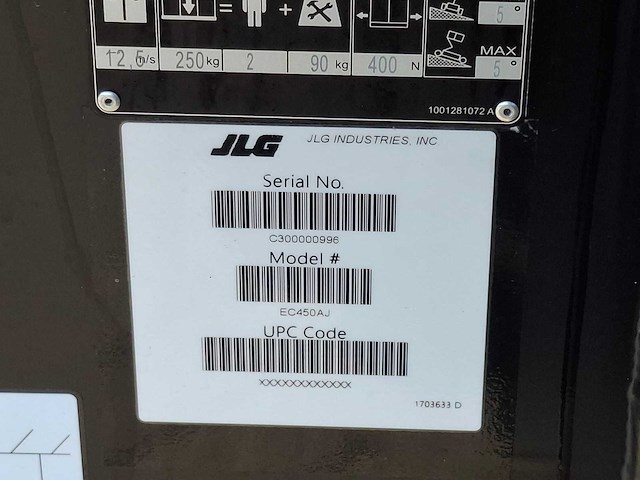 = +
5 °
12,5 m/s 250 kg 2 90 kg 400 N
MAX
5 °
1001281072 A
JLG JLG INDUSTRIES, INC
Serial No.
C300000996
Model #
EC450AJ
UPC Code
XXXXXXXXXXXX
1703633 D